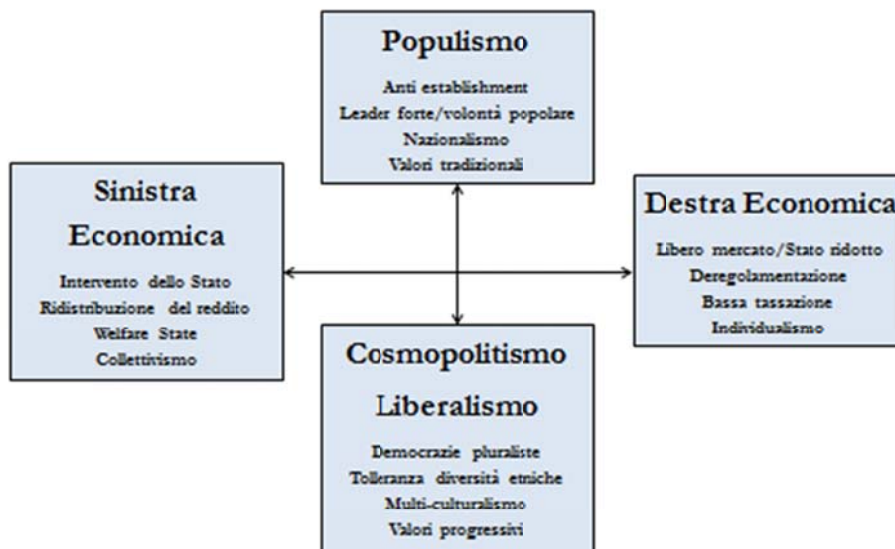 Populismo
Anti establishment
Leader forte/volontà popolare
Nazionalismo
Valori tradizionali
Sinistra
Economica
Intervento dello Stato
Ridistribuzione del reddito
Welfare State
Collettivismo
Destra Economica
Libero mercato/Stato ridotto
Deregolamentazione
Bassa tassazione
Individualismo
Cosmopolitismo
Liberalismo
Democrazie pluraliste
Tolleranza diversità etniche
Multi-culturalismo
Valori progressivi